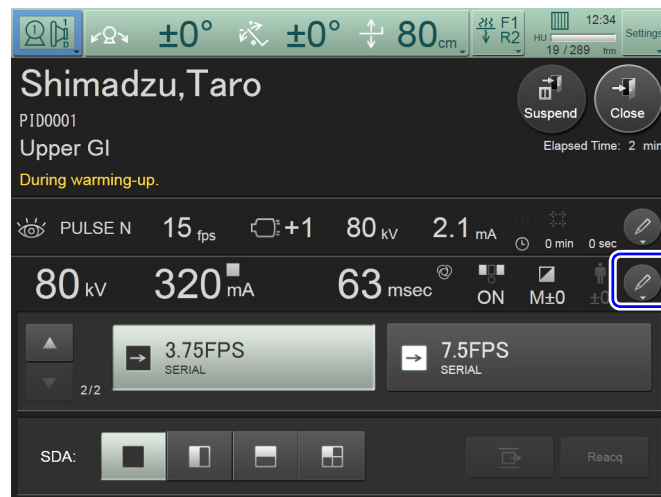 ±0° ±0° 80cm F1 R2 HU 12:34 19 / 289 frm Settings
Shimadzu,Taro
PID0001
Suspend Close
Upper GI
Elapsed Time: 2 min
During warming-up.
PULSE N 15 fps +1 80 kV 2.1 mA 0 min 0 sec
80 kV 320 mA 63 msec ON M±0 ±0
3.75FPS 7.5FPS
SERIAL SERIAL
2/2
SDA: Reacq